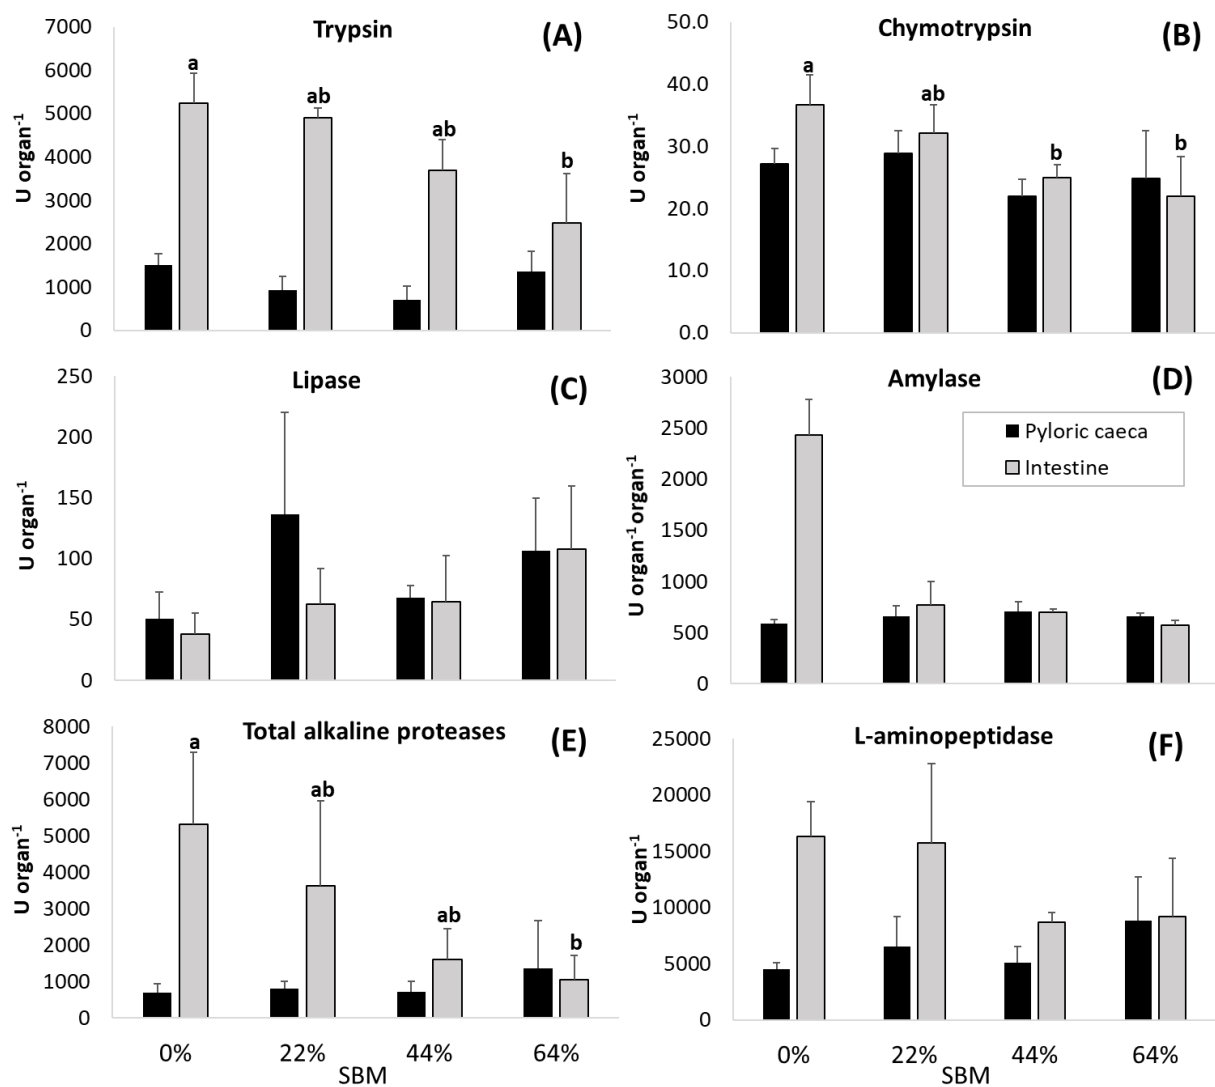 Trypsin (A)
7000
6000
5000
4000
3000
2000
1000
0
U organ⁻¹
a
ab
ab
b
Chymotrypsin (B)
50.0
40.0
30.0
20.0
10.0
0.0
U organ⁻¹
a
ab
b
b
Lipase (C)
250
200
150
100
50
0
U organ⁻¹
Amylase (D)
3000
2500
2000
1500
1000
500
0
U organ⁻¹ organ⁻¹
Pyloric caeca
Intestine
Total alkaline proteases (E)
8000
7000
6000
5000
4000
3000
2000
1000
0
U organ⁻¹
a
ab
ab
b
0% 22% 44% 64%
SBM
L-aminopeptidase (F)
25000
20000
15000
10000
5000
0
U organ⁻¹
0% 22% 44% 64%
SBM